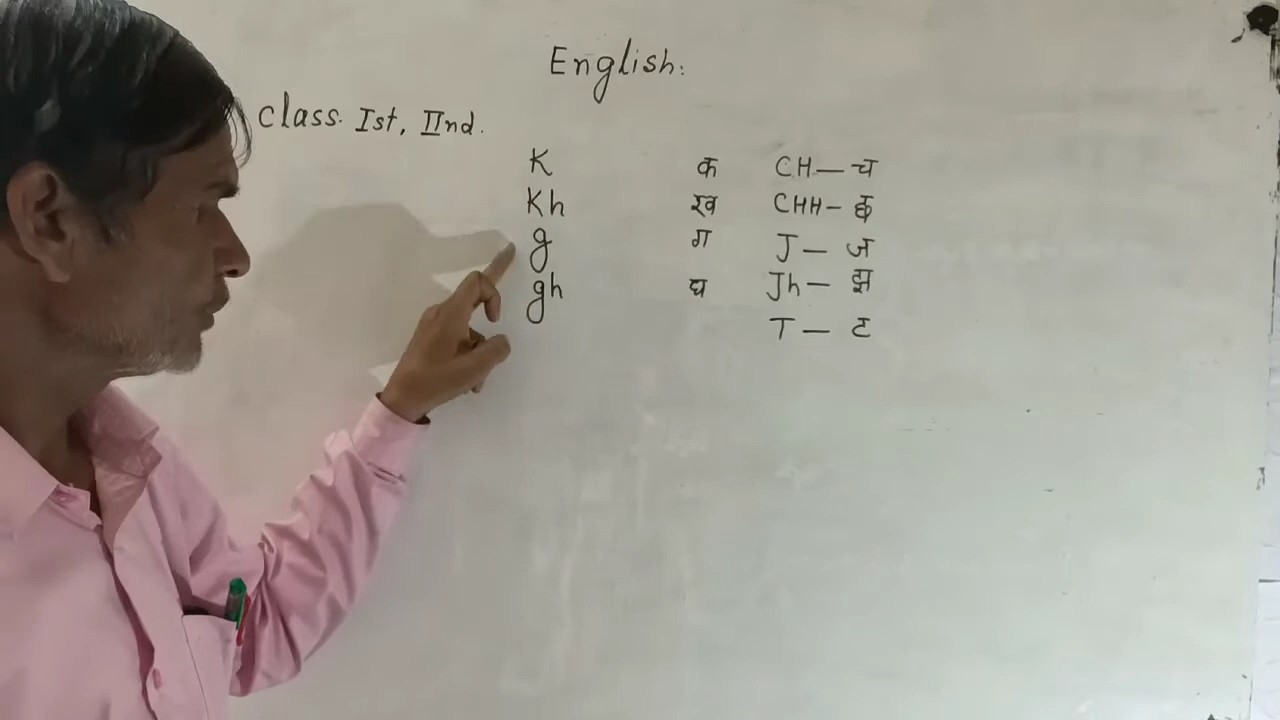 English:
Class. Ist, IInd.
K क CH — च
Kh ख CHH — छ
g ग J — ज
gh घ Jh — झ
T — ट